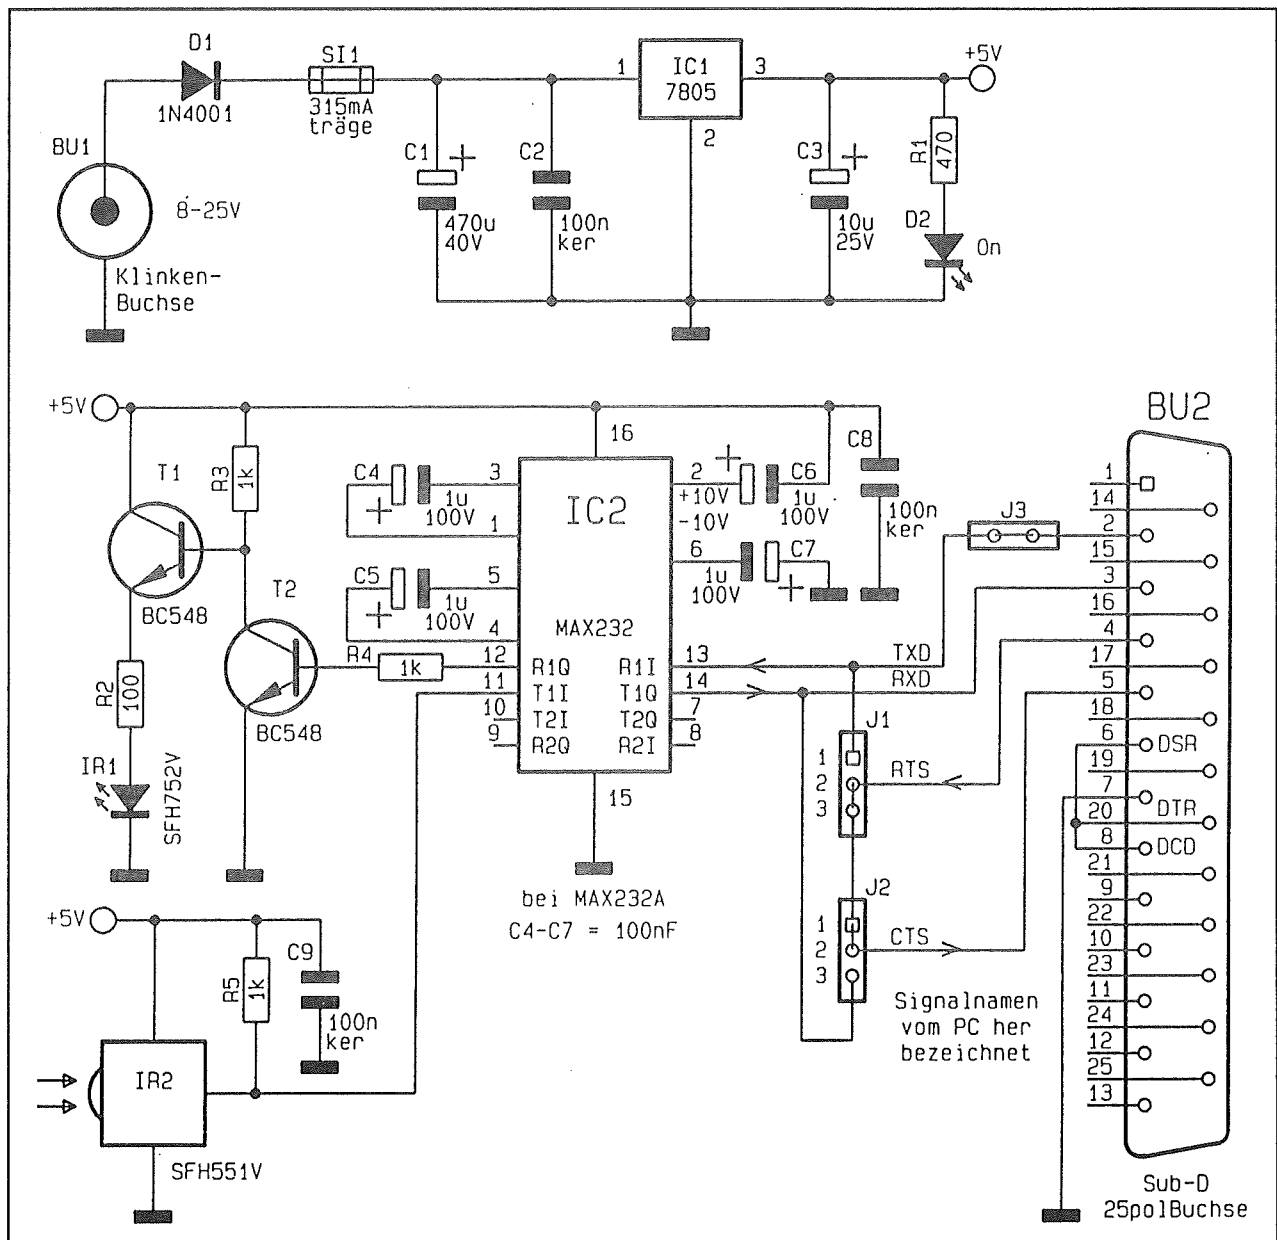 D1
1N4001
SI1
315mA
träge
1
IC1
7805
3
2
+5V
BU1
8-25V
Klinken-
Buchse
C1
+
470u
40V
C2
100n
ker
C3
+
10u
25V
R1
470
D2
On
+5V
T1
BC548
R3
1k
T2
BC548
R2
100
IR1
SFH752V
R4
1k
C4
+
1u
100V
C5
+
1u
100V
16
IC2
MAX232
3
1
5
4
12
11
10
9
R1Q
T1I
T2I
R2Q
R1I
T1Q
T2Q
R2I
2
+10V
-10V
6
13
14
7
8
15
+
C6
1u
100V
C7
+
1u
100V
C8
100n
ker
bei MAX232A
C4-C7 = 100nF
TXD
RXD
J3
J1
1
2
3
RTS
J2
1
2
3
CTS
Signalnamen
vom PC her
bezeichnet
BU2
1
14
2
15
3
16
4
17
5
18
6
DSR
19
7
20
DTR
8
DCD
21
9
22
10
23
11
24
12
25
13
Sub-D
25polBuchse
+5V
R5
1k
C9
100n
ker
IR2
SFH551V